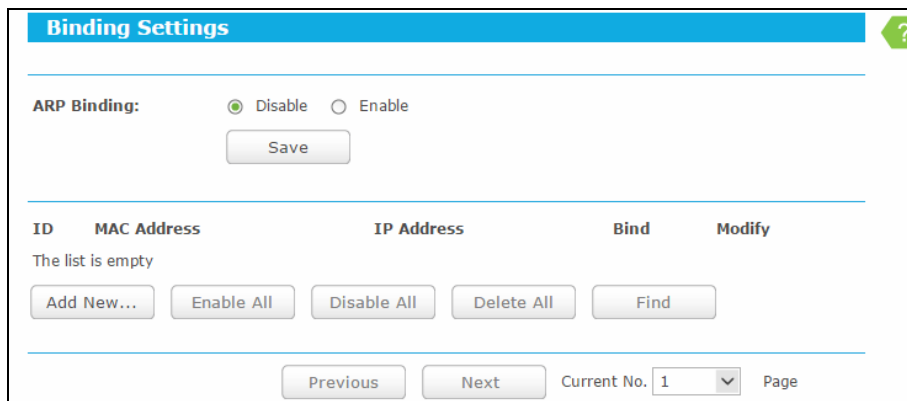 Binding Settings
?
ARP Binding: Disable Enable
Save
ID MAC Address IP Address Bind Modify
The list is empty
Add New... Enable All Disable All Delete All Find
Previous Next Current No. 1 Page